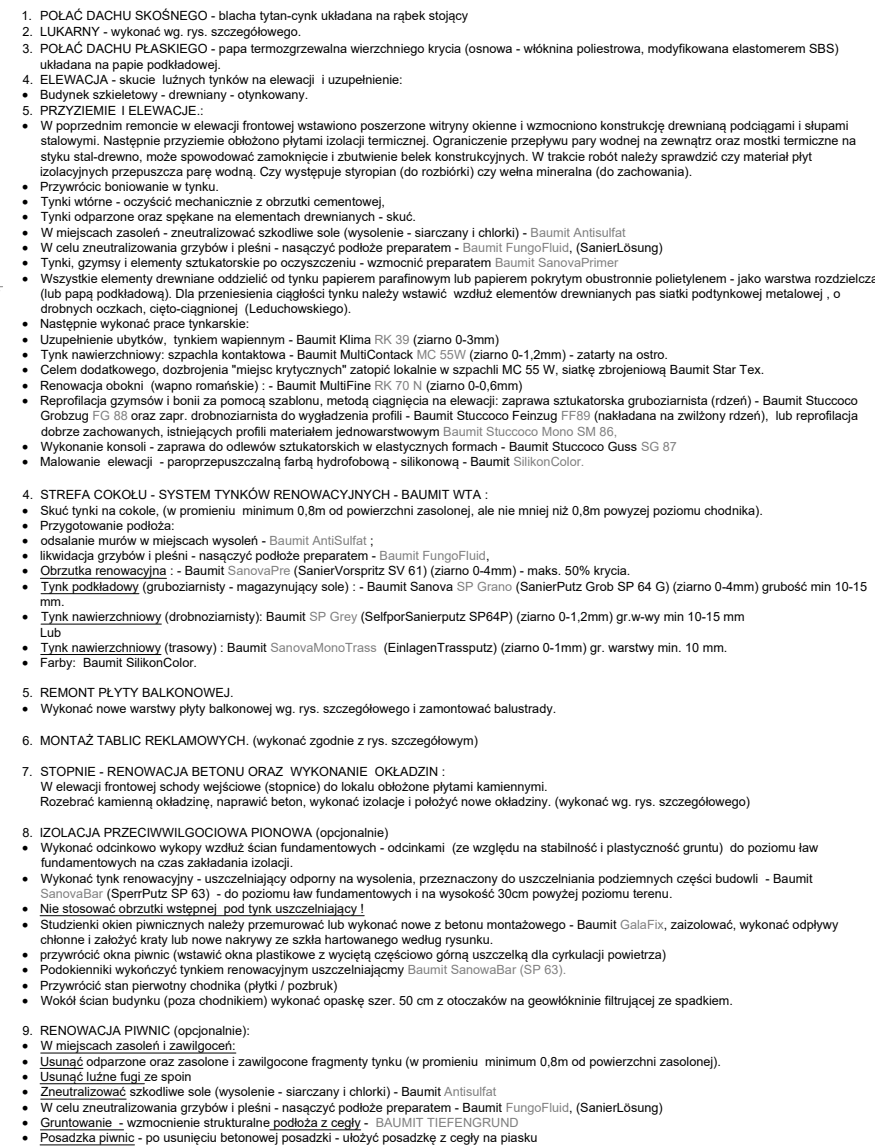 1. POŁAĆ DACHU SKOŚNEGO - blacha tytan-cynk układana na rąbek stojący
2. LUKARNY - wykonać wg. rys. szczegółowego.
3. POŁAĆ DACHU PŁASKIEGO - papa termozgrzewalna wierzchniego krycia (osnowa - włóknina poliestrowa, modyfikowana elastomerem SBS)
układana na papie podkładowej.
4. ELEWACJA - skucie luźnych tynków na elewacji i uzupełnienie:
• Budynek szkieletowy - drewniany - otynkowany.
5. PRZYZIEMIE I ELEWACJE.:
• W poprzednim remoncie w elewacji frontowej wstawiono poszerzone witryny okienne i wzmocniono konstrukcję drewnianą podciągami i słupami
stalowymi. Następnie przyziemie obłożono płytami izolacji termicznej. Ograniczenie przepływu pary wodnej na zewnątrz oraz mostki termiczne na
styku stal-drewno, może spowodować zamoknięcie i zbutwienie belek konstrukcyjnych. W trakcie robót należy sprawdzić czy materiał płyt
izolacyjnych przepuszcza parę wodną. Czy występuje styropian (do rozbiórki) czy wełna mineralna (do zachowania).
• Przywrócic boniowanie w tynku.
• Tynki wtórne - oczyścić mechanicznie z obrzutki cementowej,
• Tynki odparzone oraz spękane na elementach drewnianych - skuć.
• W miejscach zasoleń - zneutralizować szkodliwe sole (wysolenie - siarczany i chlorki) - Baumit Antisulfat
• W celu zneutralizowania grzybów i pleśni - nasączyć podłoże preparatem - Baumit FungoFluid, (SanierLösung)
• Tynki, gzymsy i elementy sztukatorskie po oczyszczeniu - wzmocnić preparatem Baumit SanovaPrimer
• Wszystkie elementy drewniane oddzielić od tynku papierem parafinowym lub papierem pokrytym obustronnie polietylenem - jako warstwa rozdzielcza
(lub papą podkładową). Dla przeniesienia ciągłości tynku należy wstawić wzdłuż elementów drewnianych pas siatki podtynkowej metalowej , o
drobnych oczkach, cięto-ciągnionej (Leduchowskiego).
• Następnie wykonać prace tynkarskie:
• Uzupełnienie ubytków, tynkiem wapiennym - Baumit Klima RK 39 (ziarno 0-3mm)
• Tynk nawierzchniowy: szpachla kontaktowa - Baumit MultiContack MC 55W (ziarno 0-1,2mm) - zatarty na ostro.
• Celem dodatkowego, dozbrojenia "miejsc krytycznych" zatopić lokalnie w szpachli MC 55 W, siatkę zbrojeniową Baumit Star Tex.
• Renowacja obokni (wapno romańskie) : - Baumit MultiFine RK 70 N (ziarno 0-0,6mm)
• Reprofilacja gzymsów i bonii za pomocą szablonu, metodą ciągnięcia na elewacji: zaprawa sztukatorska gruboziarnista (rdzeń) - Baumit Stuccoco
Grobzug FG 88 oraz zapr. drobnoziarnista do wygładzenia profili - Baumit Stuccoco Feinzug FF89 (nakładana na zwilżony rdzeń), lub reprofilacja
dobrze zachowanych, istniejących profili materiałem jednowarstwowym Baumit Stuccoco Mono SM 86,
• Wykonanie konsoli - zaprawa do odlewów sztukatorskich w elastycznych formach - Baumit Stuccoco Guss SG 87
• Malowanie elewacji - paroprzepuszczalną farbą hydrofobową - silikonową - Baumit SilikonColor.
4. STREFA COKOŁU - SYSTEM TYNKÓW RENOWACYJNYCH - BAUMIT WTA :
• Skuć tynki na cokole, (w promieniu minimum 0,8m od powierzchni zasolonej, ale nie mniej niż 0,8m powyzej poziomu chodnika).
• Przygotowanie podłoża:
• odsalanie murów w miejscach wysoleń - Baumit AntiSulfat ;
• likwidacja grzybów i pleśni - nasączyć podłoże preparatem - Baumit FungoFluid,
• Obrzutka renowacyjna : - Baumit SanovaPre (SanierVorspritz SV 61) (ziarno 0-4mm) - maks. 50% krycia.
• Tynk podkładowy (gruboziarnisty - magazynujący sole) : - Baumit Sanova SP Grano (SanierPutz Grob SP 64 G) (ziarno 0-4mm) grubość min 10-15
mm.
• Tynk nawierzchniowy (drobnoziarnisty): Baumit SP Grey (SelfporSanierputz SP64P) (ziarno 0-1,2mm) gr.w-wy min 10-15 mm
Lub
• Tynk nawierzchniowy (trasowy) : Baumit SanovaMonoTrass (EinlagenTrassputz) (ziarno 0-1mm) gr. warstwy min. 10 mm.
• Farby: Baumit SilikonColor.
5. REMONT PŁYTY BALKONOWEJ.
• Wykonać nowe warstwy płyty balkonowej wg. rys. szczegółowego i zamontować balustrady.
6. MONTAŻ TABLIC REKLAMOWYCH. (wykonać zgodnie z rys. szczegółowym)
7. STOPNIE - RENOWACJA BETONU ORAZ WYKONANIE OKŁADZIN :
W elewacji frontowej schody wejściowe (stopnice) do lokalu obłożone płytami kamiennymi.
Rozebrać kamienną okładzinę, naprawić beton, wykonać izolacje i położyć nowe okładziny. (wykonać wg. rys. szczegółowego)
8. IZOLACJA PRZECIWWILGOCIOWA PIONOWA (opcjonalnie)
• Wykonać odcinkowo wykopy wzdłuż ścian fundamentowych - odcinkami (ze względu na stabilność i plastyczność gruntu) do poziomu ław
fundamentowych na czas zakładania izolacji.
• Wykonać tynk renowacyjny - uszczelniający odporny na wysolenia, przeznaczony do uszczelniania podziemnych części budowli - Baumit
SanovaBar (SperrPutz SP 63) - do poziomu ław fundamentowych i na wysokość 30cm powyżej poziomu terenu.
• Nie stosować obrzutki wstępnej pod tynk uszczelniający !
• Studzienki okien piwnicznych należy przemurować lub wykonać nowe z betonu montażowego - Baumit GalaFix, zaizolować, wykonać odpływy
chłonne i założyć kraty lub nowe nakrywy ze szkła hartowanego według rysunku.
• przywrócić okna piwnic (wstawić okna plastikowe z wyciętą częściowo górną uszczelką dla cyrkulacji powietrza)
• Podokienniki wykończyć tynkiem renowacyjnym uszczelniającmy Baumit SanowaBar (SP 63).
• Przywrócić stan pierwotny chodnika (płytki / pozbruk)
• Wokół ścian budynku (poza chodnikiem) wykonać opaskę szer. 50 cm z otoczaków na geowłókninie filtrującej ze spadkiem.
9. RENOWACJA PIWNIC (opcjonalnie):
• W miejscach zasoleń i zawilgoceń:
• Usunąć odparzone oraz zasolone i zawilgocone fragmenty tynku (w promieniu minimum 0,8m od powierzchni zasolonej).
• Usunąć luźne fugi ze spoin
• Zneutralizować szkodliwe sole (wysolenie - siarczany i chlorki) - Baumit Antisulfat
• W celu zneutralizowania grzybów i pleśni - nasączyć podłoże preparatem - Baumit FungoFluid, (SanierLösung)
• Gruntowanie - wzmocnienie strukturalne podłoża z cegły - BAUMIT TIEFENGRUND
• Posadzka piwnic - po usunięciu betonowej posadzki - ułożyć posadzkę z cegły na piasku